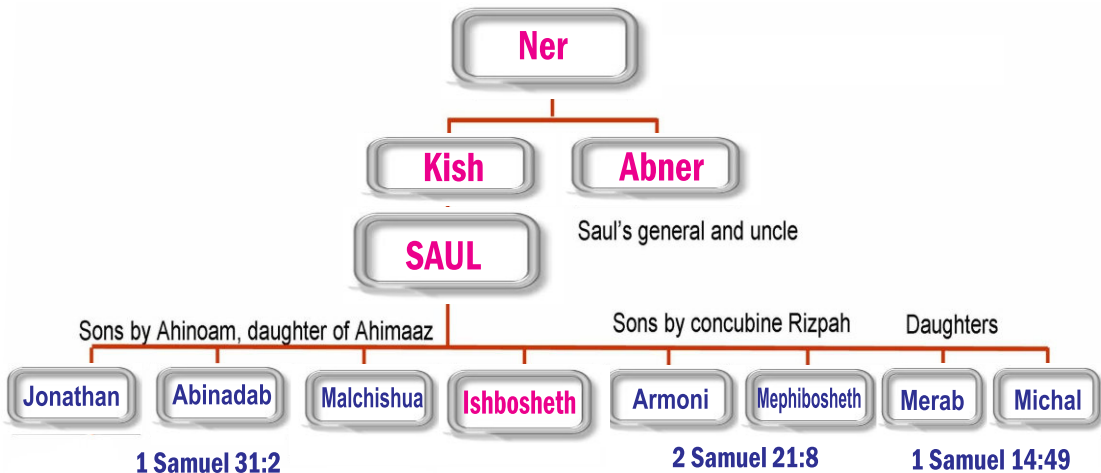 Ner
Kish Abner
Saul's general and uncle
SAUL
Sons by Ahinoam, daughter of Ahimaaz
Sons by concubine Rizpah
Daughters
Jonathan Abinadab Malchishua Ishbosheth Armoni Mephibosheth Merab Michal
1 Samuel 31:2
2 Samuel 21:8
1 Samuel 14:49